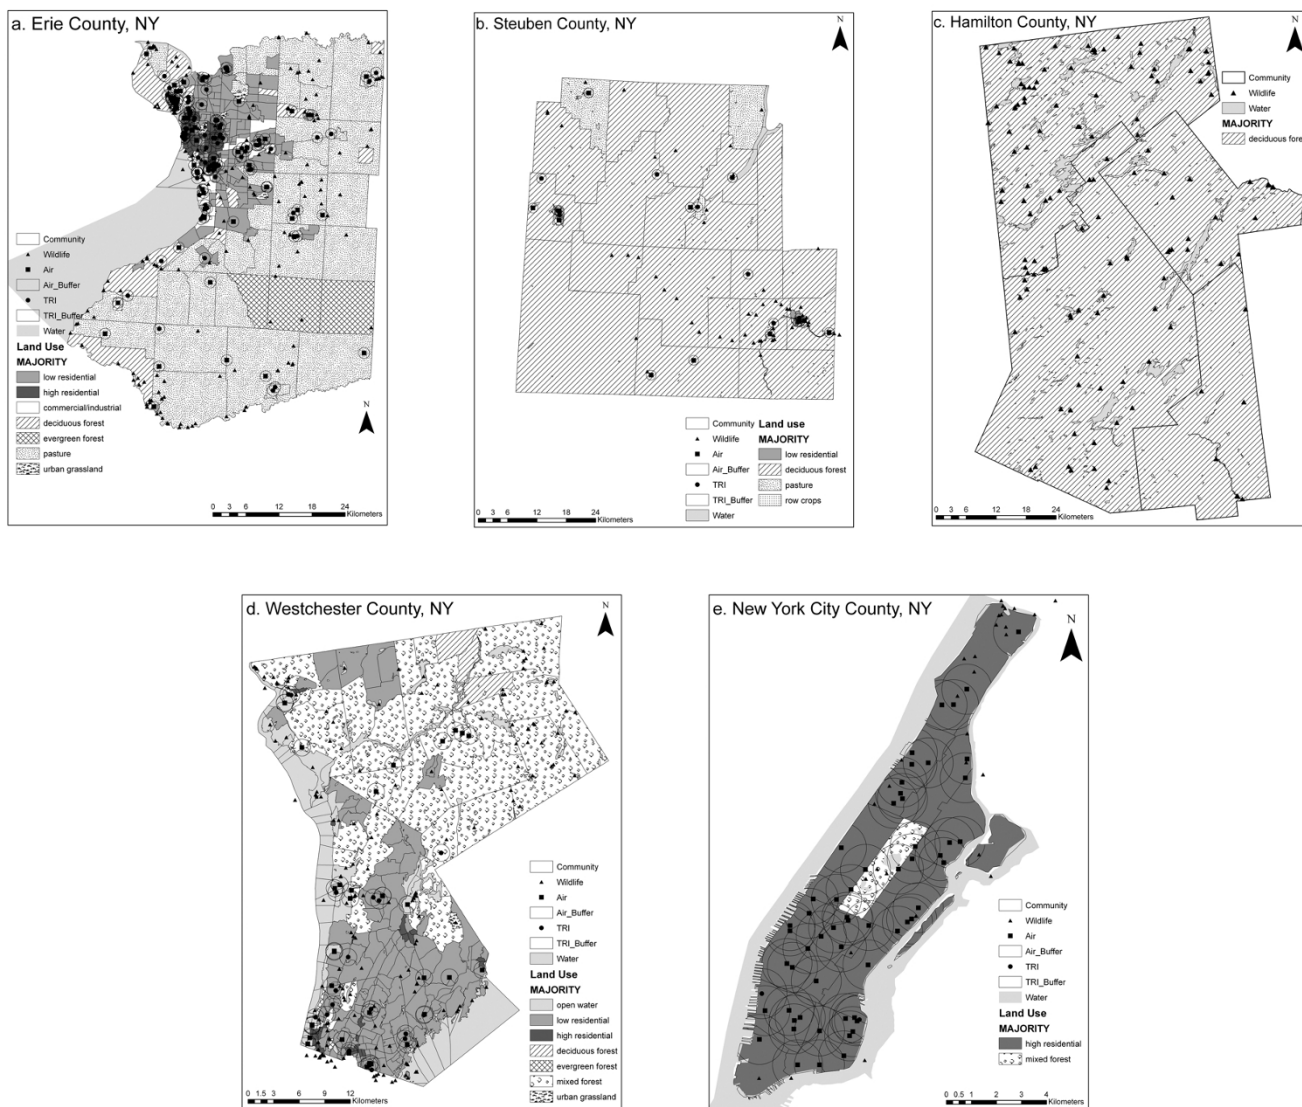 a. Erie County, NY
Community
Wildlife
Air
Air_Buffer
TRI
TRI_Buffer
Water
Land Use
MAJORITY
low residential
high residential
commercial/industrial
deciduous forest
evergreen forest
pasture
urban grassland
N
0 3 6 12 18 24
Kilometers
b. Steuben County, NY
N
Community
Wildlife
Air
Air_Buffer
TRI
TRI_Buffer
Water
Land use
MAJORITY
low residential
deciduous forest
pasture
row crops
0 3 6 12 18 24
Kilometers
c. Hamilton County, NY
N
Community
Wildlife
Water
MAJORITY
deciduous fore
0 3 6 12 18 24
Kilometers
d. Westchester County, NY
N
Community
Wildlife
Air
Air_Buffer
TRI
TRI_Buffer
Water
Land Use
MAJORITY
open water
low residential
high residential
deciduous forest
evergreen forest
mixed forest
urban grassland
0 1.5 3 6 9 12
Kilometers
e. New York City County, NY
N
Community
Wildlife
Air
Air_Buffer
TRI
TRI_Buffer
Water
Land Use
MAJORITY
high residential
mixed forest
0 0.5 1 2 3 4
Kilometers